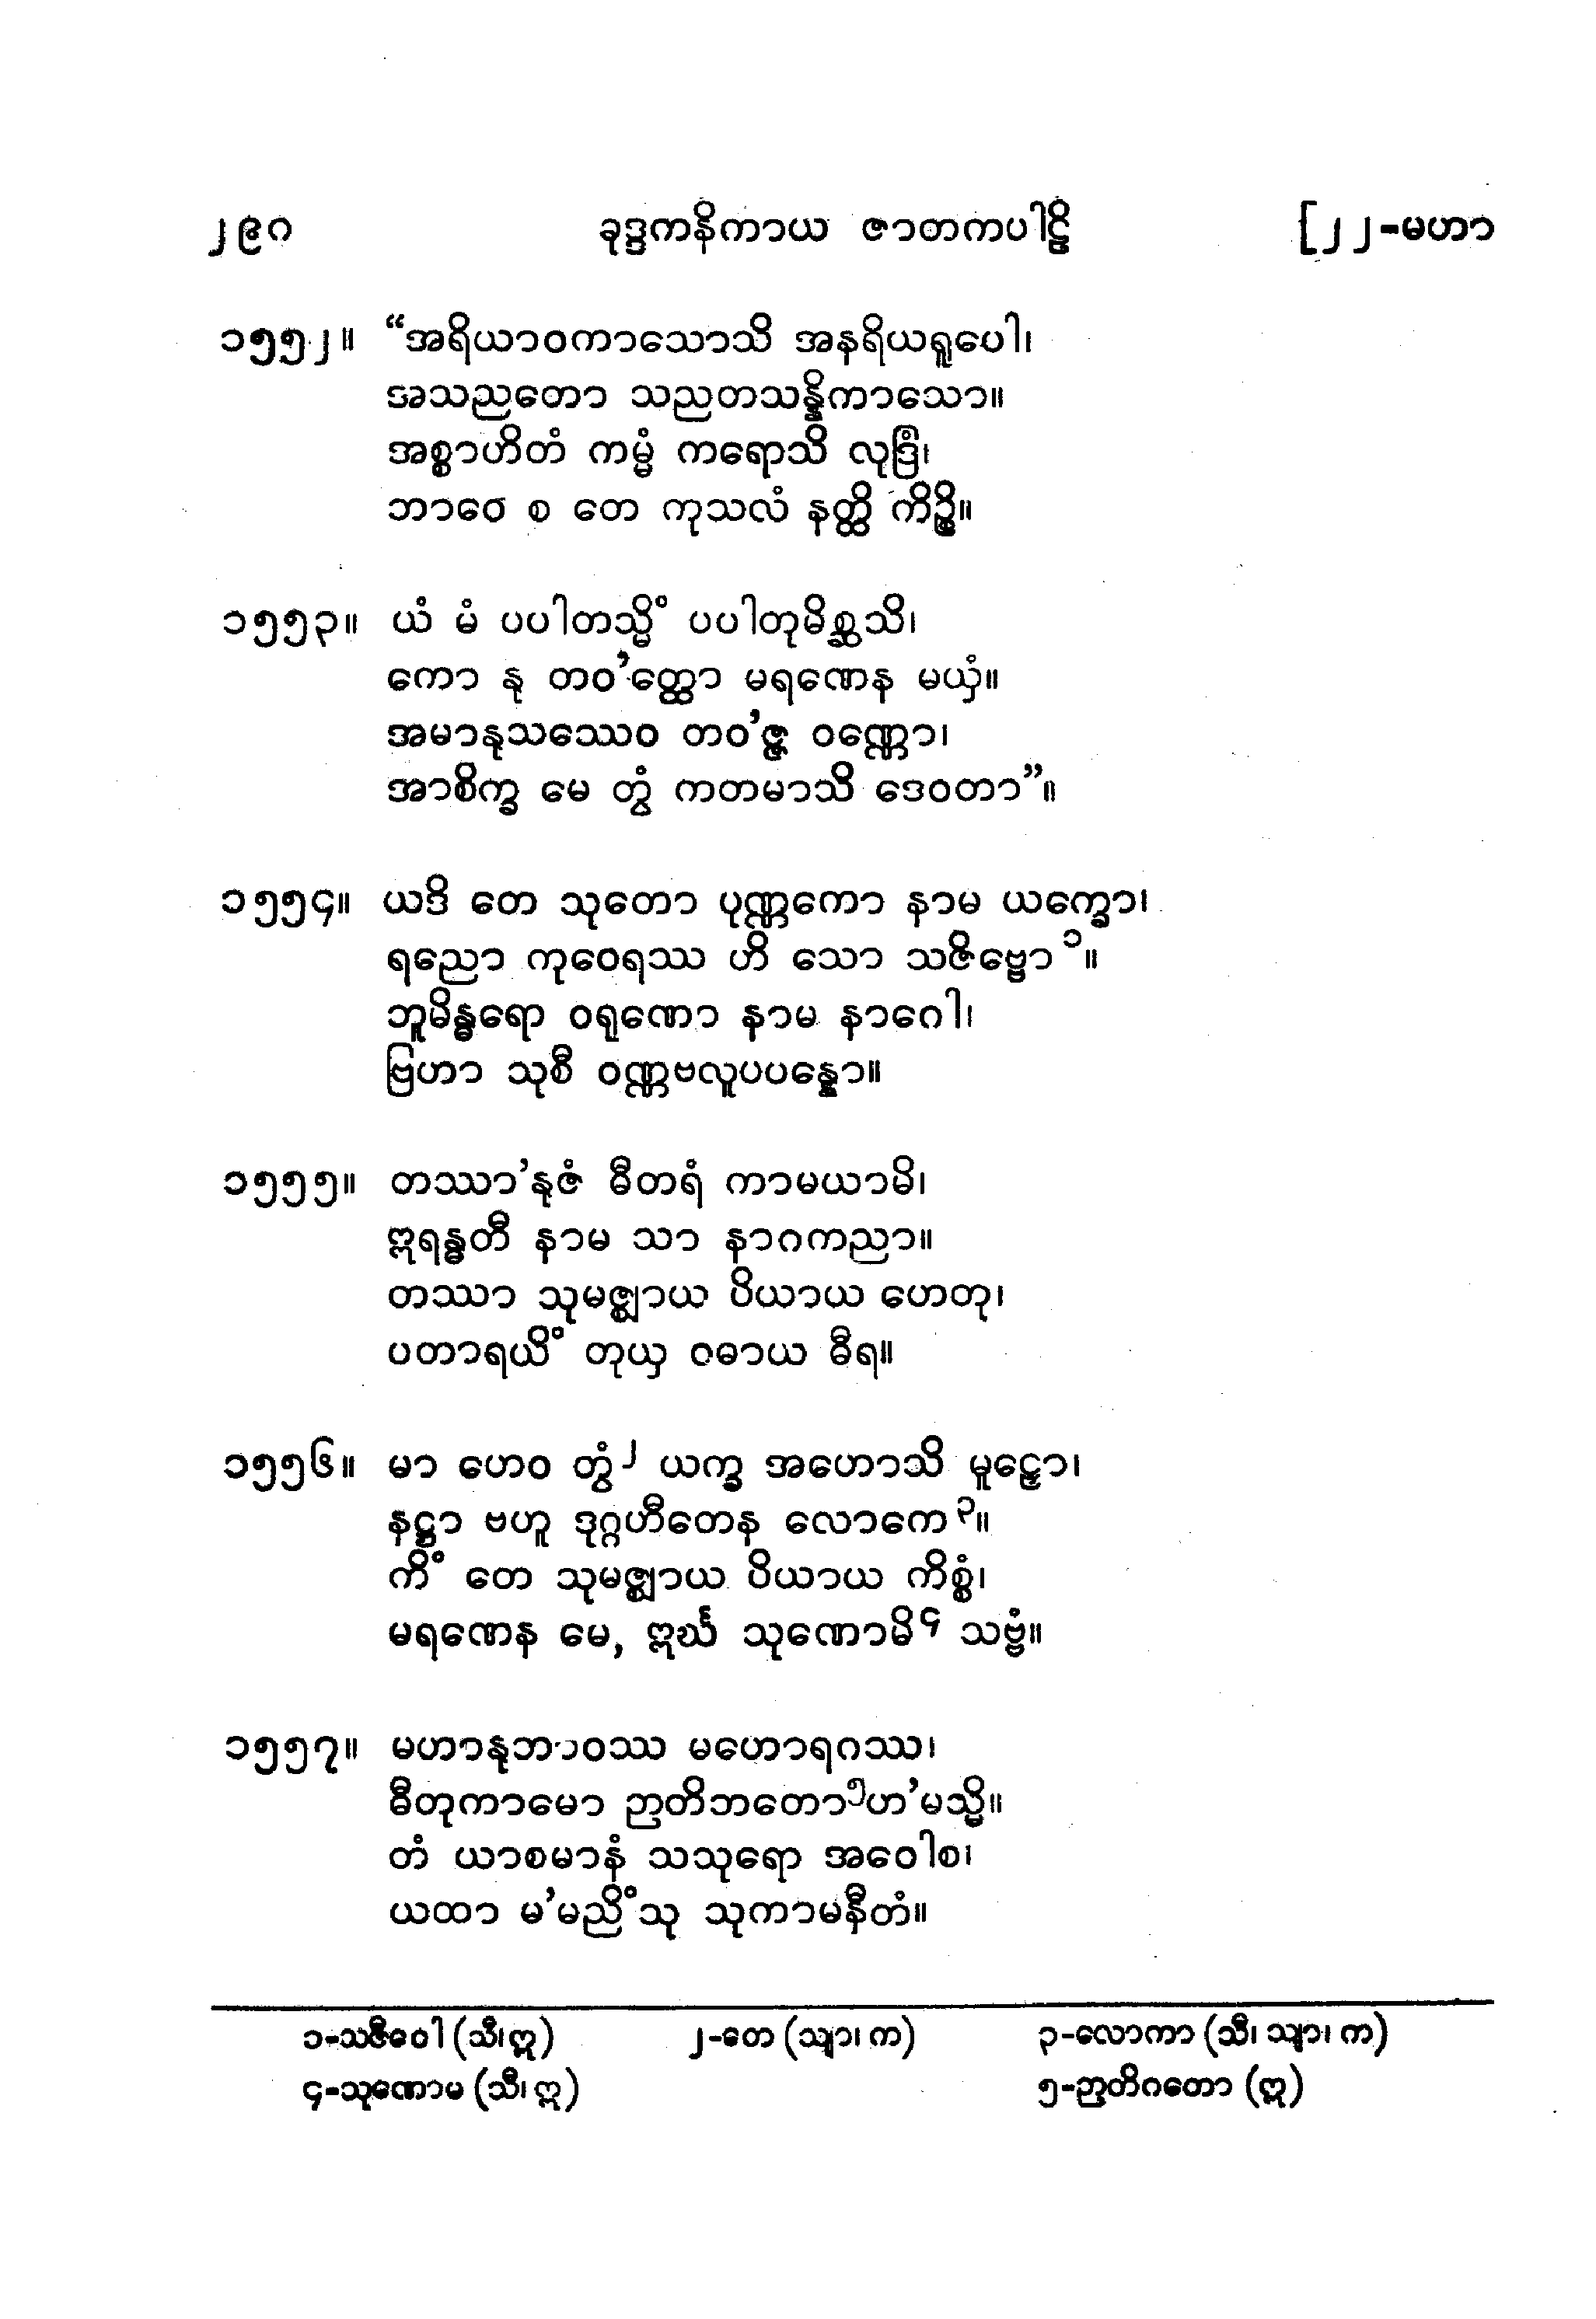 ၂၉၀ ခုဒ္ဒကနိကာယ ဇာတကပါဠိ [၂၂-မဟာ
၁၅၅၂။ “အရိယာဝကာသောသိ အနရိယရူပေါ၊
အသညတော သညတသန္နိကာသော။
အစ္စာဟိတံ ကမ္မံ ကရောသိ လုဒြံ၊
ဘာဝေ စ တေ ကုသလံ နတ္ထိ ကိဉ္စိ။
၁၅၅၃။ ယံ မံ ပပါတသ္မိံ ပပါတုမိစ္ဆသိ၊
ကော နု တဝ’တ္ထော မရဏေန မယှံ။
အမာနုသဿေဝ တဝ’ဇ္ဇ ဝဏ္ဏော၊
အာစိက္ခ မေ တွံ ကတမာသိ ဒေဝတာ”။
၁၅၅၄။ ယဒိ တေ သုတော ပုဏ္ဏကော နာမ ယက္ခော၊
ရညော ကုဝေရဿ ဟိ သော သဇိဗ္ဗော၁။
ဘူမိန္ဓရော ဝရုဏော နာမ နာဂေါ၊
ဗြဟာ သုစီ ဝဏ္ဏဗလူပပန္နော။
၁၅၅၅။ တဿာ’နုဇံ ဓီတရံ ကာမယာမိ၊
ဣရန္ဓတီ နာမ သာ နာဂကညာ။
တဿာ သုမဇ္ဈာယ ပိယာယ ဟေတု၊
ပတာရယိံ တုယှ ဝဓာယ ဓီရ။
၁၅၅၆။ မာ ဟေဝ တွံ၂ ယက္ခ အဟောသိ မူဠှော၊
နဋ္ဌာ ဗဟူ ဒုဂ္ဂဟီတေန လောကေ၃။
ကိံ တေ သုမဇ္ဈာယ ပိယာယ ကိစ္စံ၊
မရဏေန မေ, ဣင်္ဃ သုဏောမိ၄ သဗ္ဗံ။
၁၅၅၇။ မဟာနုဘာဝဿ မဟောရဂဿ၊
ဓီတုကာမော ဉာတိဘတော၅ဟ’မသ္မိ။
တံ ယာစမာနံ သသုရော အဝေါစ၊
ယထာ မ’မညိံသု သုကာမနီတံ။
၁-သဇီဝေါ (သီ၊ ဣ) ၂-တေ (သျာ၊ က) ၃-လောကာ (သီ၊ သျာ၊ က)
၄-သုဏောမ (သီ၊ ဣ) ၅-ဉာတိဂတော (ဣ)